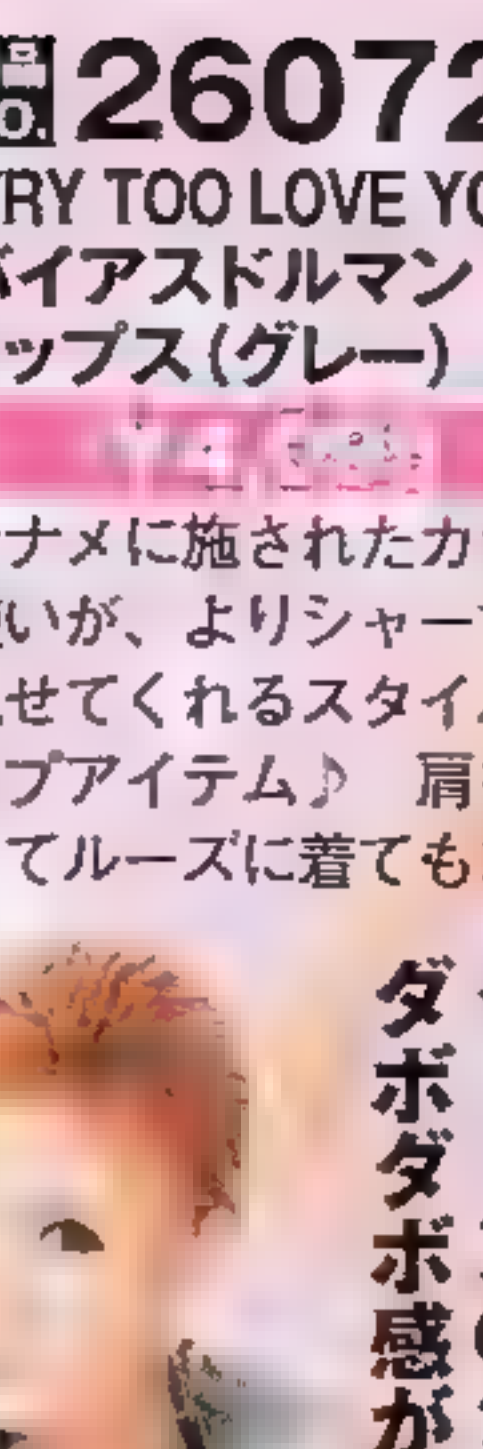 品
O. 26072
RY TOO LOVE YO
バイアスドルマン
ップス(グレー)
ナナメに施されたカ
いが、よりシャー
せてくれるスタイ
プアイテム♪ 肩
てルーズに着ても
ダボダボ感が